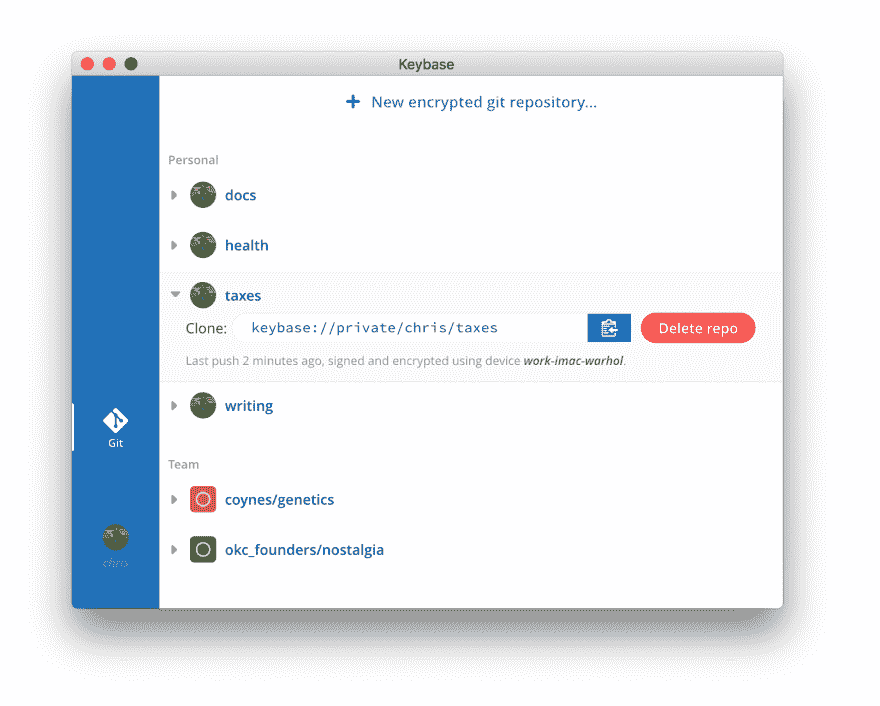 Keybase
+ New encrypted git repository...
Personal
docs
health
taxes
Clone: keybase://private/chris/taxes Delete repo
Last push 2 minutes ago, signed and encrypted using device work-imac-warhol.
writing
Git
Team
coynes/genetics
okc_founders/nostalgia
chris